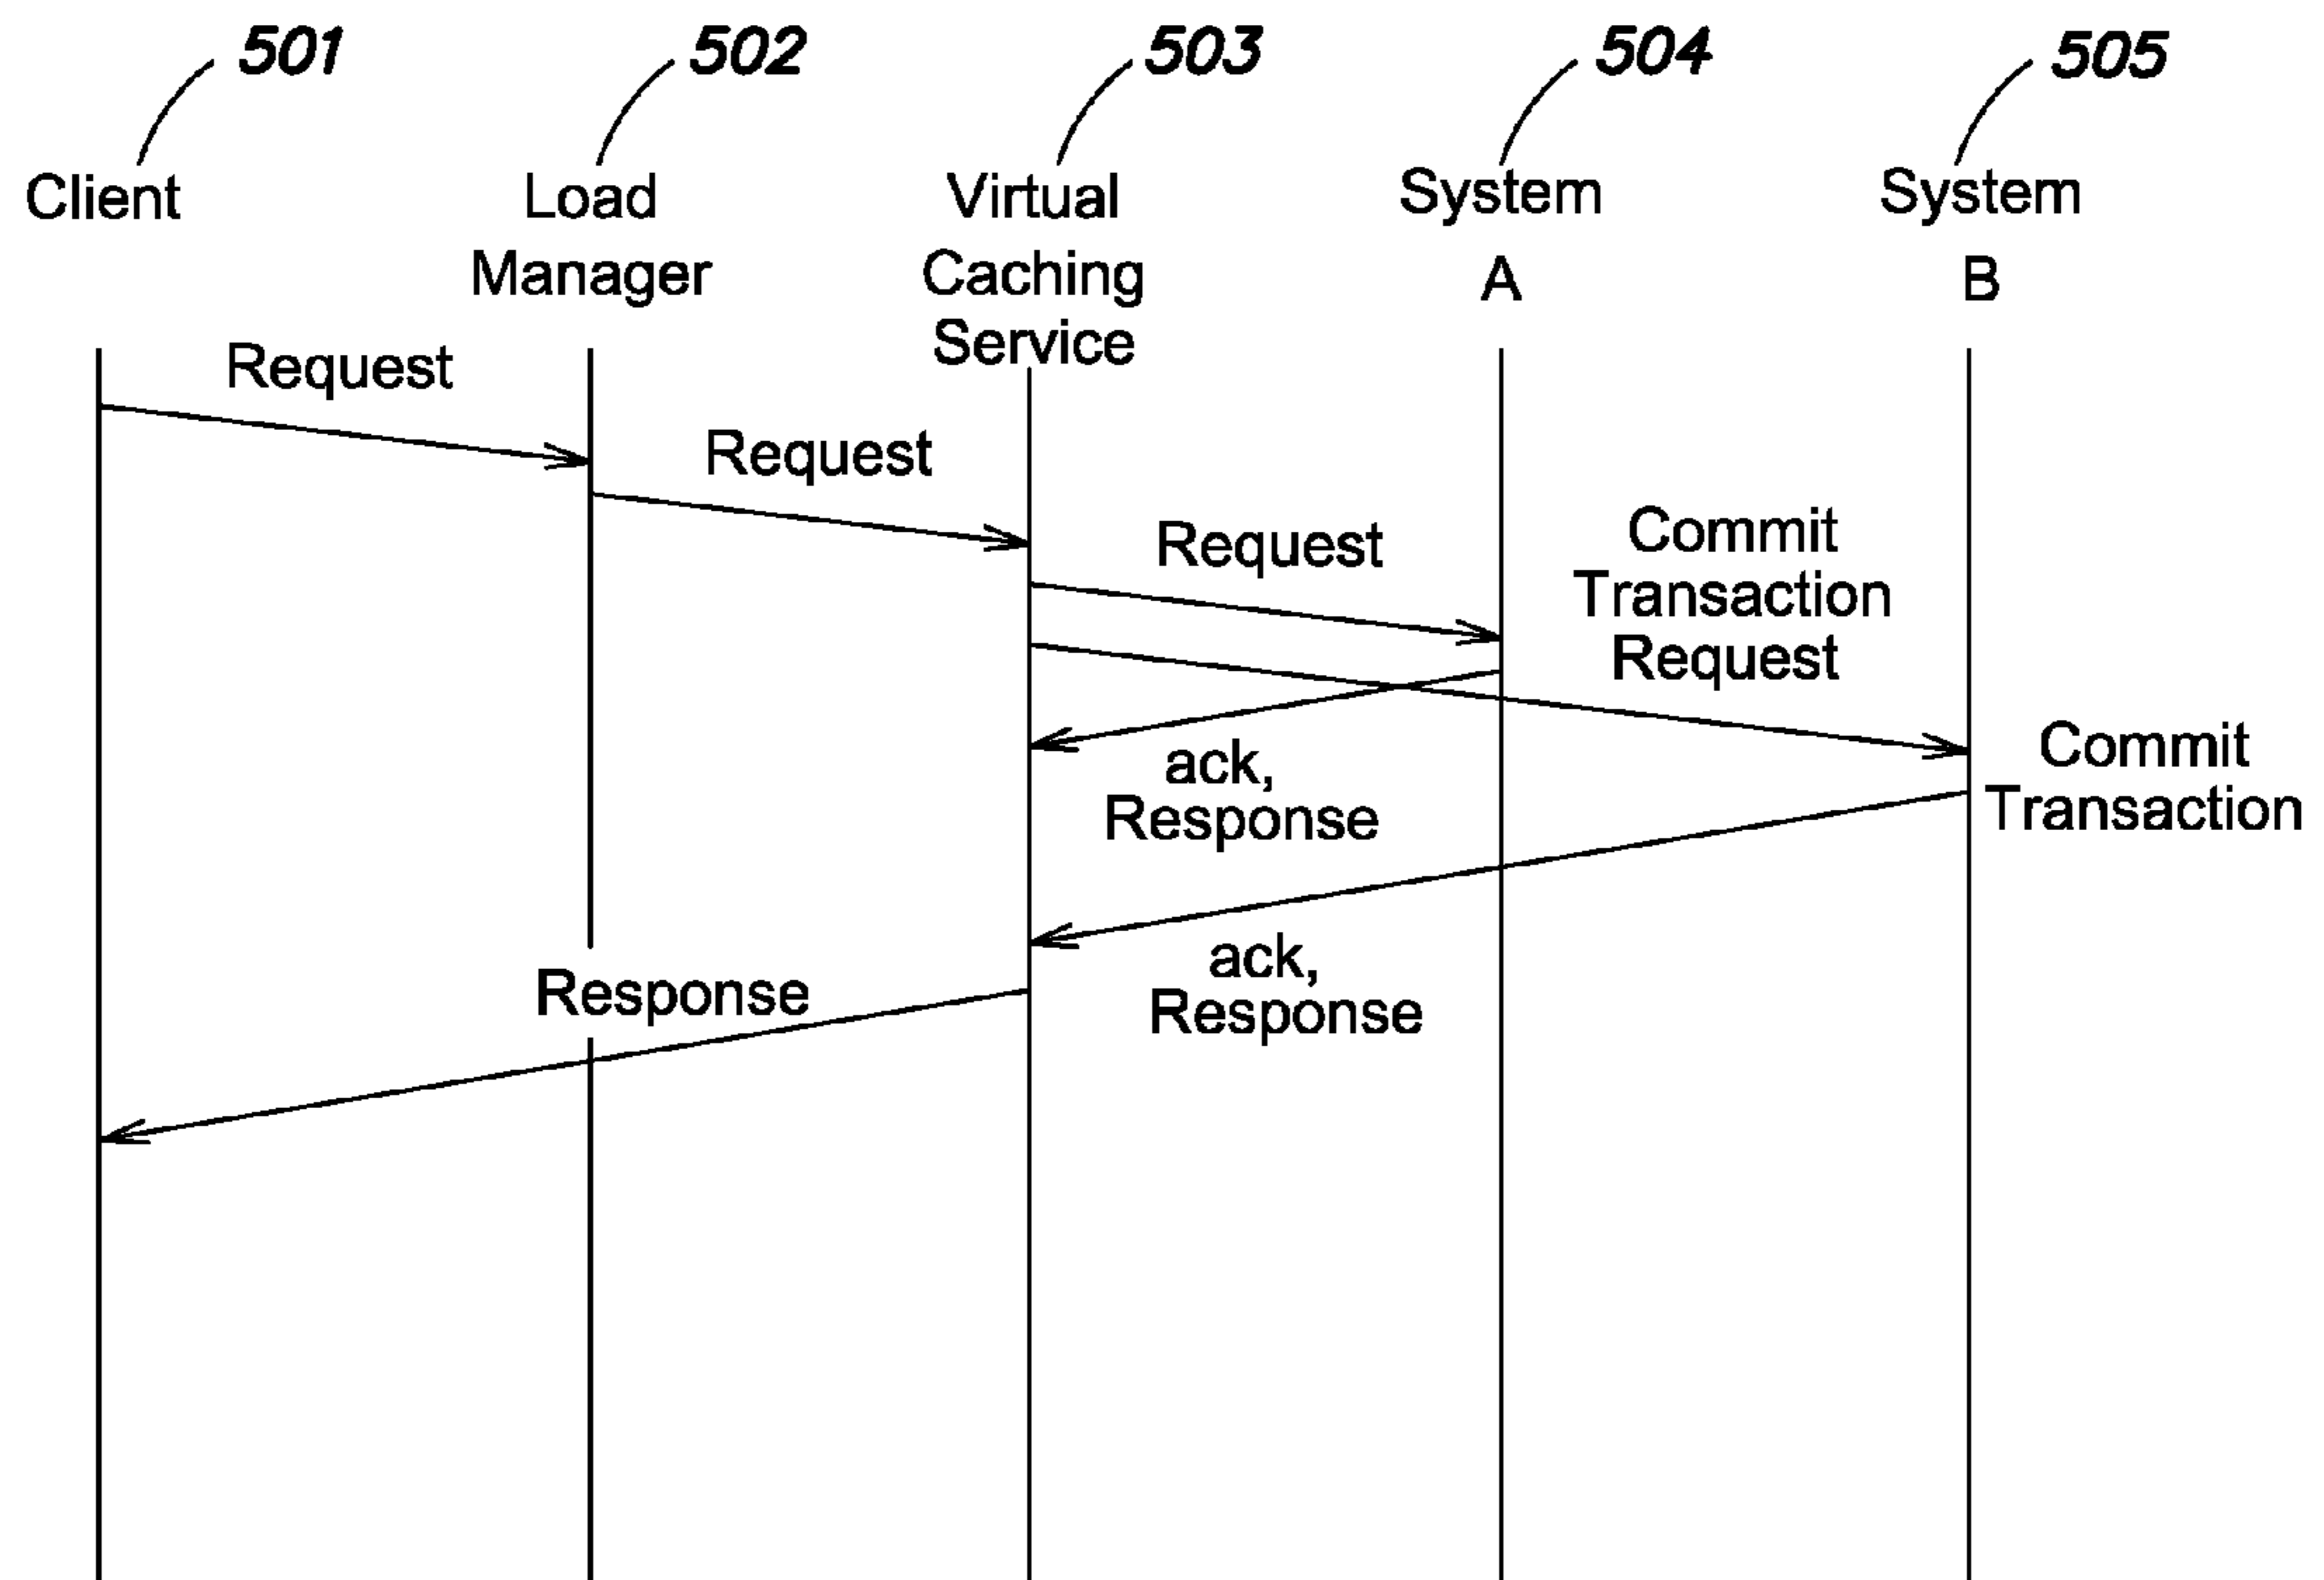 501
502
503
504
505
Client
Load
Manager
Virtual
Caching
Service
System
A
System
B
Request
Request
Request
Commit
Transaction
Request
Commit
Transaction
ack,
Response
ack,
Response
Response